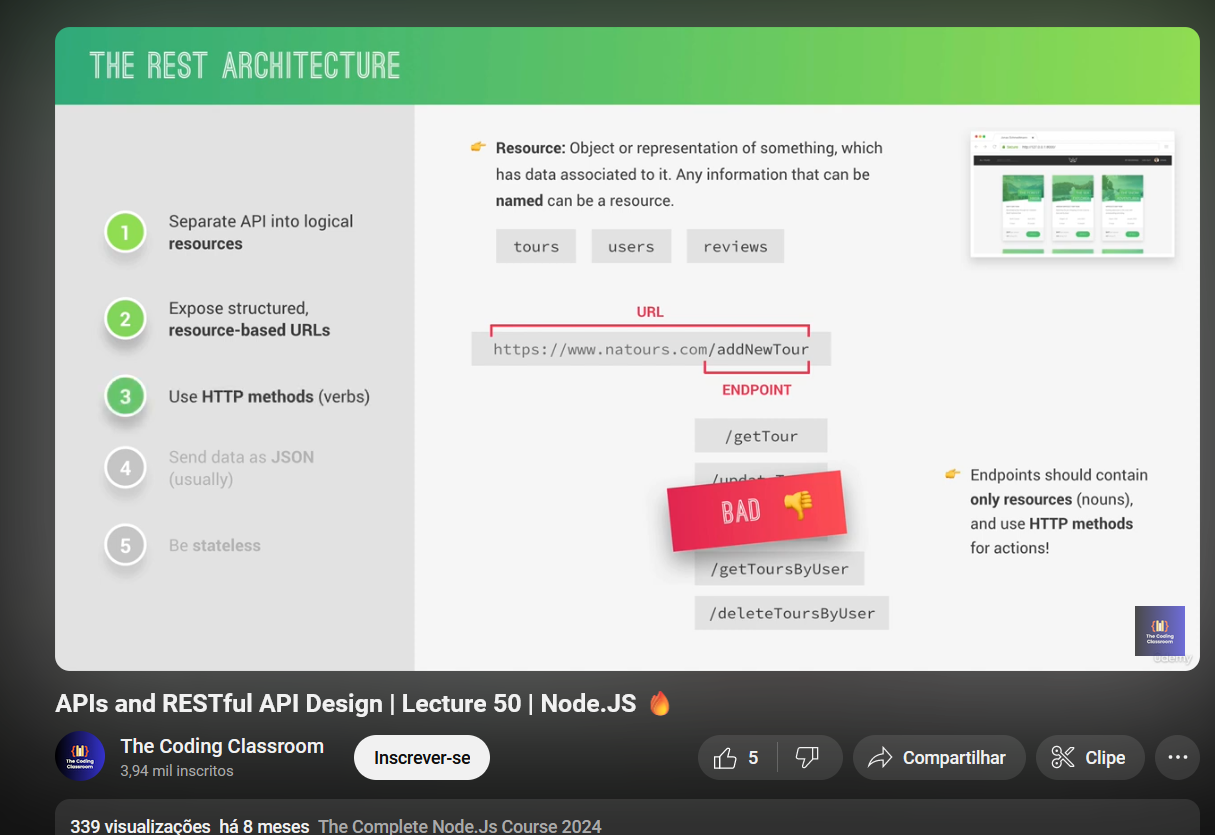 THE REST ARCHITECTURE
1
Separate API into logical
resources
2
Expose structured,
resource-based URLs
3
Use HTTP methods (verbs)
4
Send data as JSON
(usually)
5
Be stateless
👉 Resource: Object or representation of something, which
has data associated to it. Any information that can be
named can be a resource.
tours users reviews
URL
https://www.natours.com/addNewTour
ENDPOINT
/getTour
BAD 👎
/getToursByUser
/deleteToursByUser
👉 Endpoints should contain
only resources (nouns),
and use HTTP methods
for actions!
The Coding
Classroom
udemy
APIs and RESTful API Design | Lecture 50 | Node.JS 🔥
The Coding
Classroom
The Coding Classroom
3,94 mil inscritos
Inscrever-se
5
Compartilhar
Clipe
339 visualizações há 8 meses The Complete Node.Js Course 2024